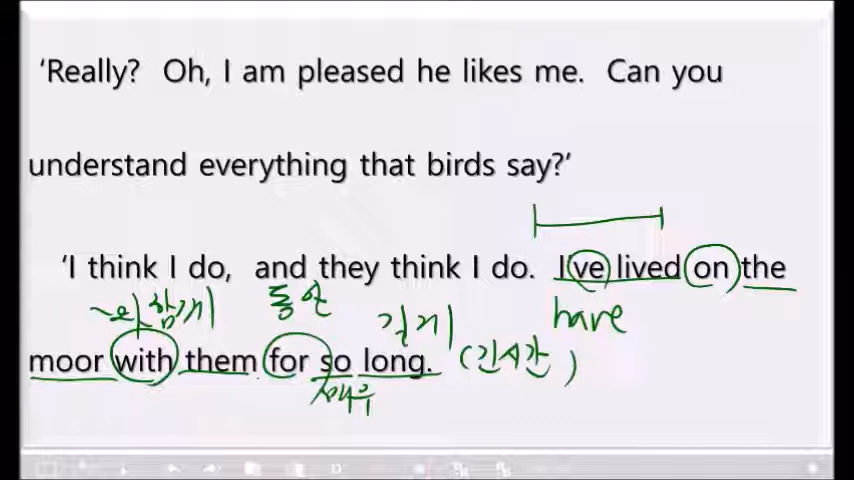 ‘Really?  Oh, I am pleased he likes me.  Can you
understand everything that birds say?’
‘I think I do,  and they think I do.  I’ve lived on the
~와 함께 동안 길게 have
moor with them for so long. (긴시간 )